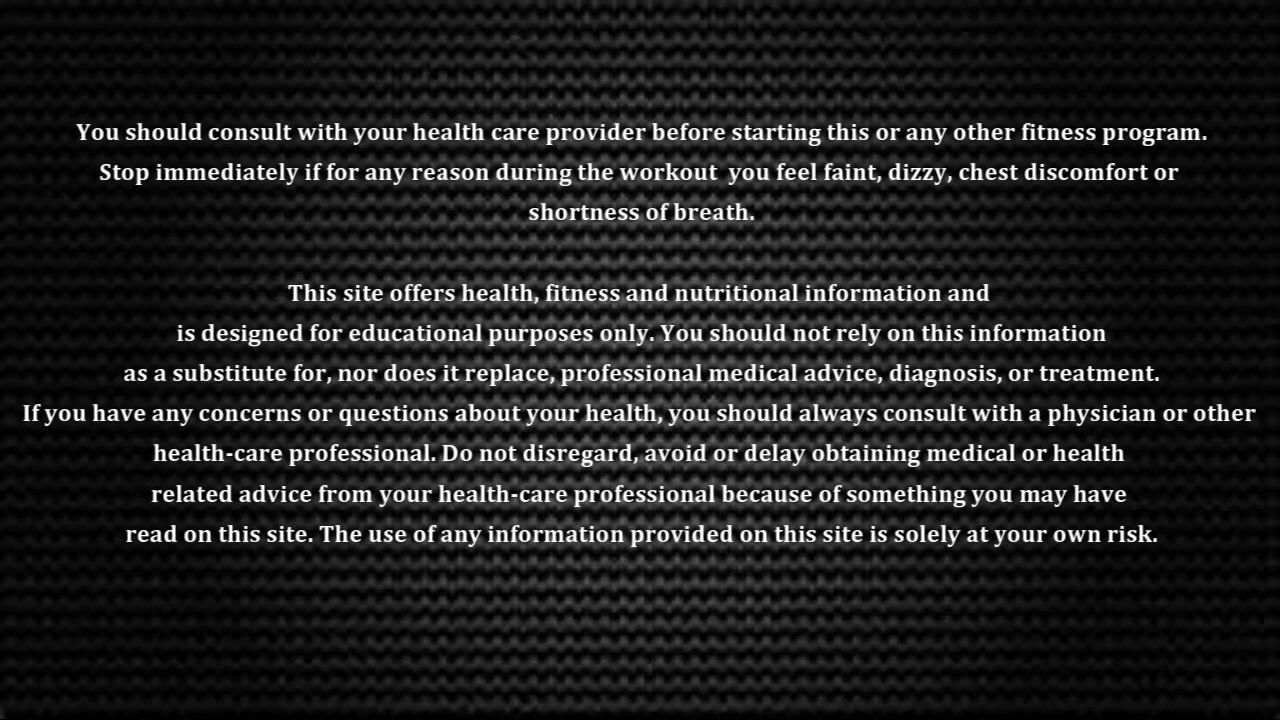 You should consult with your health care provider before starting this or any other fitness program.
Stop immediately if for any reason during the workout  you feel faint, dizzy, chest discomfort or
shortness of breath.
This site offers health, fitness and nutritional information and
is designed for educational purposes only. You should not rely on this information
as a substitute for, nor does it replace, professional medical advice, diagnosis, or treatment.
If you have any concerns or questions about your health, you should always consult with a physician or other
health-care professional. Do not disregard, avoid or delay obtaining medical or health
related advice from your health-care professional because of something you may have
read on this site. The use of any information provided on this site is solely at your own risk.